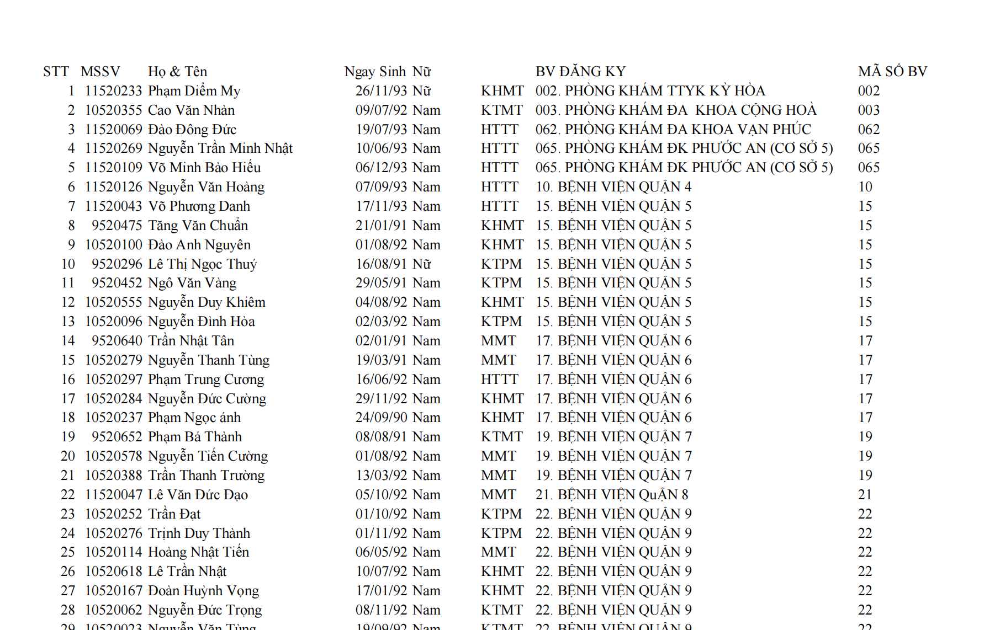 STT MSSV Họ & Tên Ngay Sinh Nữ BV ĐĂNG KY MÃ SỐ BV
1 11520233 Phạm Diểm My 26/11/93 Nữ KHMT 002. PHÒNG KHÁM TTYK KỲ HÒA 002
2 10520355 Cao Văn Nhàn 09/07/92 Nam KTMT 003. PHÒNG KHÁM ĐA  KHOA CỘNG HOÀ 003
3 11520069 Đào Đông Đức 19/07/93 Nam HTTT 062. PHÒNG KHÁM ĐA KHOA VẠN PHÚC 062
4 11520269 Nguyễn Trần Minh Nhật 10/06/93 Nam HTTT 065. PHÒNG KHÁM ĐK PHƯỚC AN (CƠ SỞ 5) 065
5 11520109 Võ Minh Bảo Hiếu 06/12/93 Nam HTTT 065. PHÒNG KHÁM ĐK PHƯỚC AN (CƠ SỞ 5) 065
6 11520126 Nguyễn Văn Hoàng 07/09/93 Nam HTTT 10. BỆNH VIỆN QUẬN 4 10
7 11520043 Võ Phương Danh 17/11/93 Nam HTTT 15. BỆNH VIỆN QUẬN 5 15
8 9520475 Tăng Văn Chuẩn 21/01/91 Nam KHMT 15. BỆNH VIỆN QUẬN 5 15
9 10520100 Đào Anh Nguyên 01/08/92 Nam KHMT 15. BỆNH VIỆN QUẬN 5 15
10 9520296 Lê Thị Ngọc Thuý 16/08/91 Nữ KTPM 15. BỆNH VIỆN QUẬN 5 15
11 9520452 Ngô Văn Vàng 29/05/91 Nam KTPM 15. BỆNH VIỆN QUẬN 5 15
12 10520555 Nguyễn Duy Khiêm 04/08/92 Nam KHMT 15. BỆNH VIỆN QUẬN 5 15
13 10520096 Nguyễn Đình Hòa 02/03/92 Nam KTPM 15. BỆNH VIỆN QUẬN 5 15
14 9520640 Trần Nhật Tân 02/01/91 Nam MMT 17. BỆNH VIỆN QUẬN 6 17
15 10520279 Nguyễn Thanh Tùng 19/03/91 Nam MMT 17. BỆNH VIỆN QUẬN 6 17
16 10520297 Phạm Trung Cương 16/06/92 Nam HTTT 17. BỆNH VIỆN QUẬN 6 17
17 10520284 Nguyễn Đức Cường 29/11/92 Nam KHMT 17. BỆNH VIỆN QUẬN 6 17
18 10520237 Phạm Ngọc ánh 24/09/90 Nam KHMT 17. BỆNH VIỆN QUẬN 6 17
19 9520652 Phạm Bá Thành 08/08/91 Nam KTMT 19. BỆNH VIỆN QUẬN 7 19
20 10520578 Nguyễn Tiến Cường 01/08/92 Nam MMT 19. BỆNH VIỆN QUẬN 7 19
21 10520388 Trần Thanh Trường 13/03/92 Nam MMT 19. BỆNH VIỆN QUẬN 7 19
22 11520047 Lê Văn Đức Đạo 05/10/92 Nam MMT 21. BỆNH VIỆN QuẬN 8 21
23 10520252 Trần Đạt 01/10/92 Nam KTPM 22. BỆNH VIỆN QUẬN 9 22
24 10520276 Trịnh Duy Thành 01/11/92 Nam KTPM 22. BỆNH VIỆN QUẬN 9 22
25 10520114 Hoàng Nhật Tiến 06/05/92 Nam MMT 22. BỆNH VIỆN QUẬN 9 22
26 10520618 Lê Trần Nhật 10/07/92 Nam KHMT 22. BỆNH VIỆN QUẬN 9 22
27 10520167 Đoàn Huỳnh Vọng 17/01/92 Nam KHMT 22. BỆNH VIỆN QUẬN 9 22
28 10520062 Nguyễn Đức Trọng 08/11/92 Nam KTMT 22. BỆNH VIỆN QUẬN 9 22
29 10520023 Nguyễn Văn Tùng 19/09/92 Nam KTMT 22. BỆNH VIỆN QUẬN 9 22